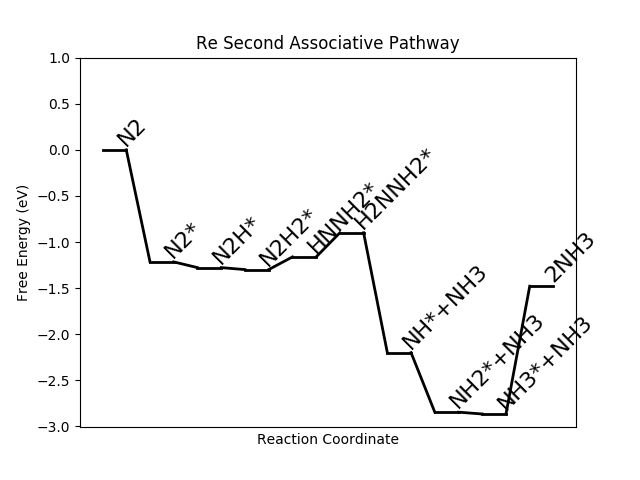 Re Second Associative Pathway
1.0
0.5
0.0
−0.5
−1.0
−1.5
−2.0
−2.5
−3.0
Free Energy (eV)
N2
N2*
N2H*
N2H2*
HNNH2*
H2NNH2*
NH*+NH3
NH2*+NH3
NH3*+NH3
2NH3
Reaction Coordinate